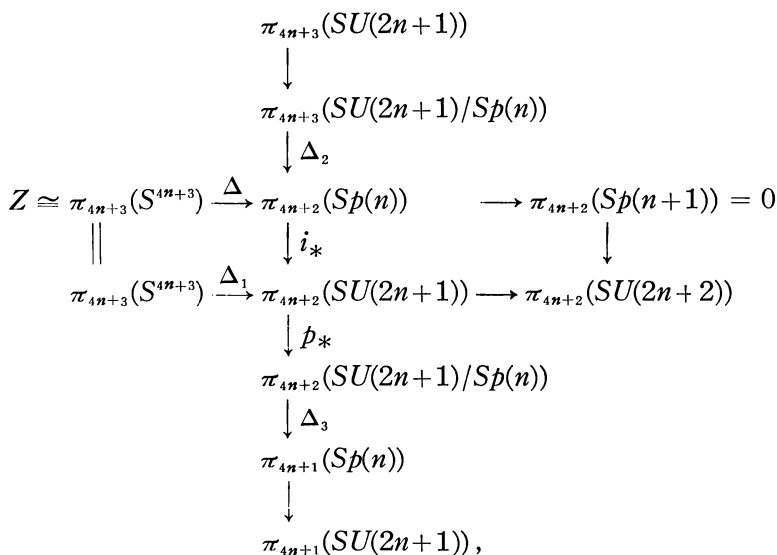 π_{4n+3}(SU(2n+1))
↓
π_{4n+3}(SU(2n+1)/Sp(n))
↓ Δ_2
Z ≅ π_{4n+3}(S^{4n+3}) —Δ→ π_{4n+2}(Sp(n)) → π_{4n+2}(Sp(n+1)) = 0
|| ↓ i_* ↓
π_{4n+3}(S^{4n+3}) —Δ_1→ π_{4n+2}(SU(2n+1)) → π_{4n+2}(SU(2n+2))
↓ p_*
π_{4n+2}(SU(2n+1)/Sp(n))
↓ Δ_3
π_{4n+1}(Sp(n))
↓
π_{4n+1}(SU(2n+1)),